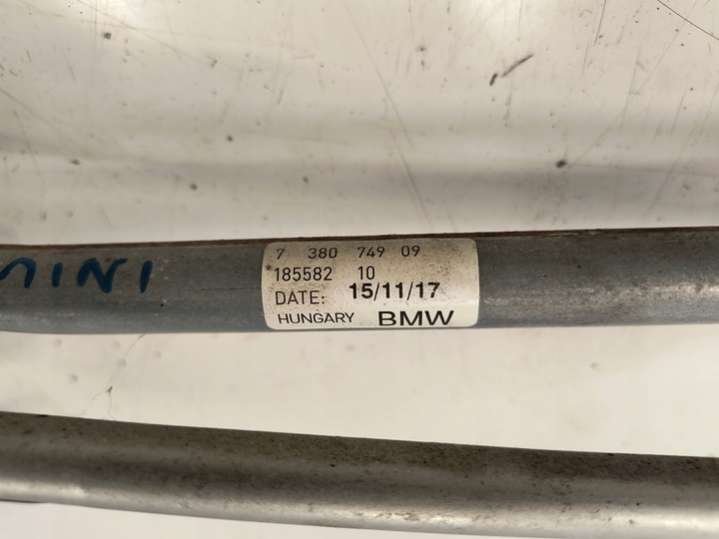 MINI
7 380 749 09
*185582 10
DATE: 15/11/17
HUNGARY BMW